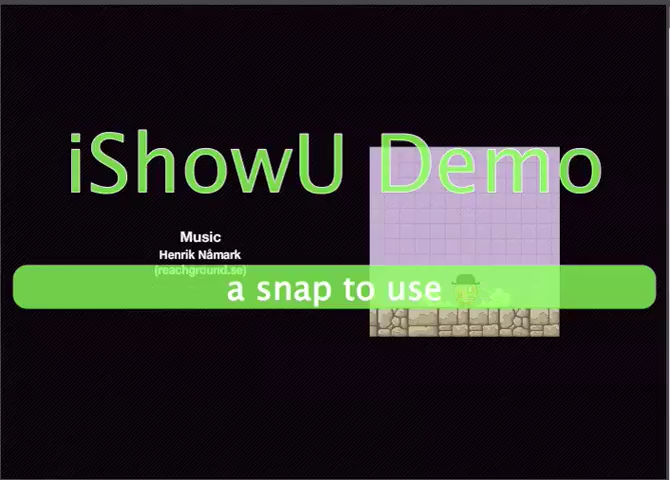 iShowU Demo
Music
Henrik Nåmark
(reachground.se)
a snap to use